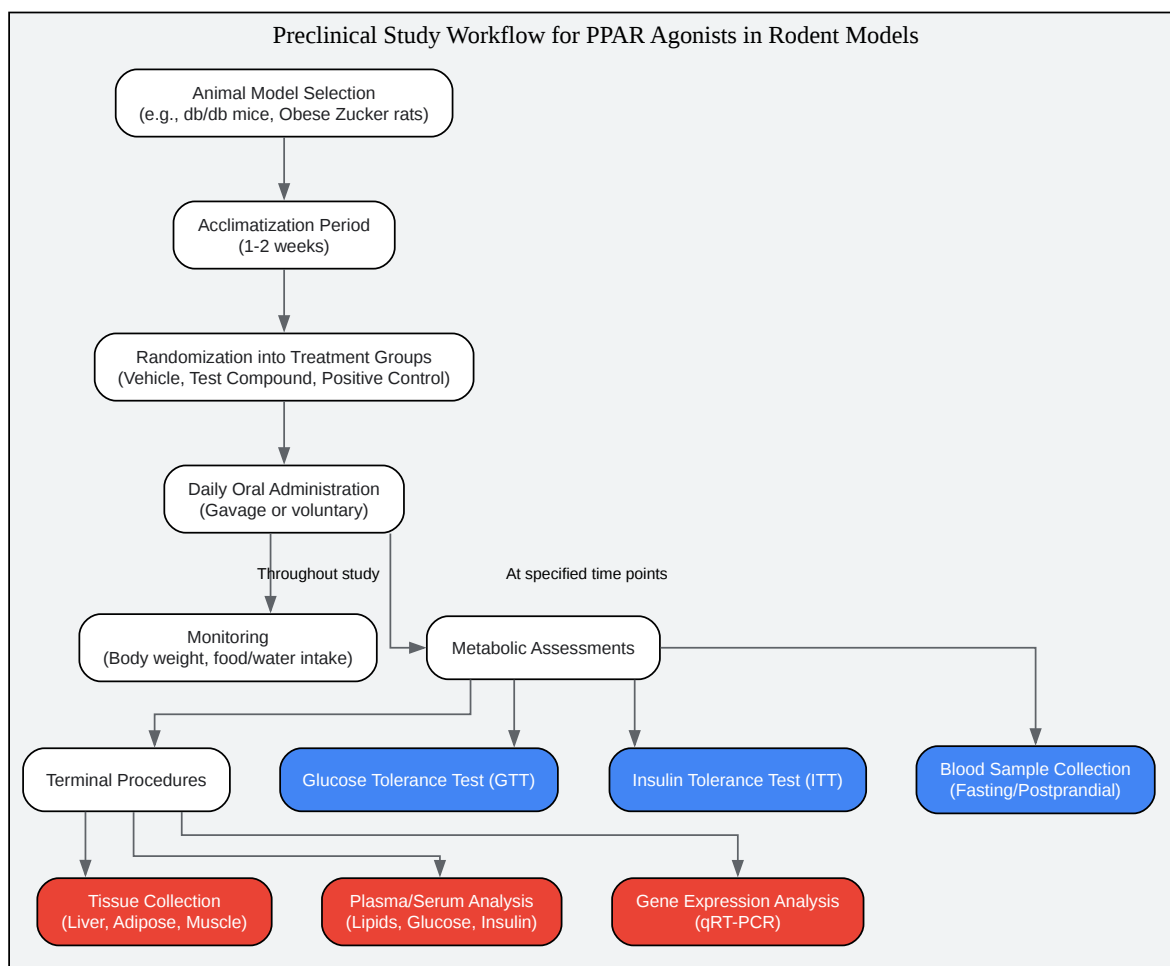 Preclinical Study Workflow for PPAR Agonists in Rodent Models
Animal Model Selection
(e.g., db/db mice, Obese Zucker rats)
Acclimatization Period
(1-2 weeks)
Randomization into Treatment Groups
(Vehicle, Test Compound, Positive Control)
Daily Oral Administration
(Gavage or voluntary)
Throughout study
At specified time points
Monitoring
(Body weight, food/water intake)
Metabolic Assessments
Terminal Procedures
Glucose Tolerance Test (GTT)
Insulin Tolerance Test (ITT)
Blood Sample Collection
(Fasting/Postprandial)
Tissue Collection
(Liver, Adipose, Muscle)
Plasma/Serum Analysis
(Lipids, Glucose, Insulin)
Gene Expression Analysis
(qRT-PCR)